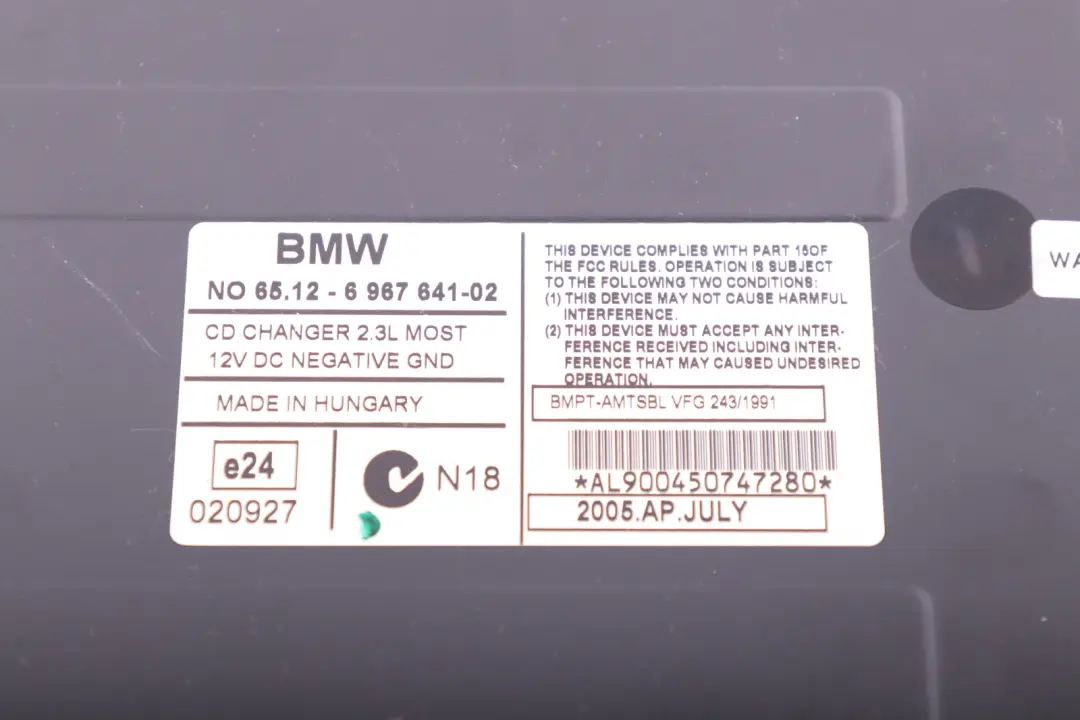 BMW
NO 65.12 - 6 967 641-02
CD CHANGER 2.3L MOST
12V DC NEGATIVE GND
MADE IN HUNGARY
e24
020927
N18
THIS DEVICE COMPLIES WITH PART 15OF
THE FCC RULES. OPERATION IS SUBJECT
TO THE FOLLOWING TWO CONDITIONS:
(1) THIS DEVICE MAY NOT CAUSE HARMFUL
INTERFERENCE.
(2) THIS DEVICE MUST ACCEPT ANY INTER-
FERENCE RECEIVED INCLUDING INTER-
FERENCE THAT MAY CAUSED UNDESIRED
OPERATION.
BMPT-AMTSBL VFG 243/1991
*AL900450747280*
2005.AP.JULY
WA